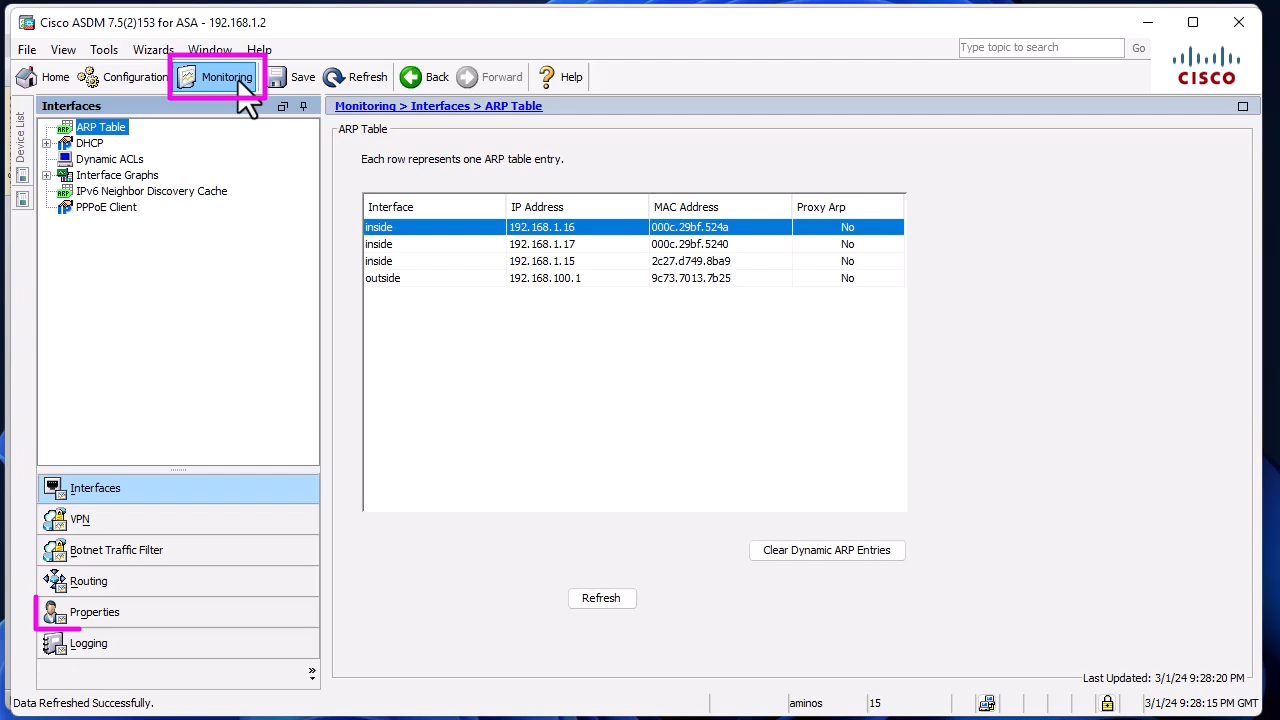 Cisco ASDM 7.5(2)153 for ASA - 192.168.1.2
File View Tools Wizards Window Help
Type topic to search Go
Home Configuration Monitoring Save Refresh Back Forward Help
CISCO
Device List
Interfaces
Monitoring > Interfaces > ARP Table
ARP Table
DHCP
Dynamic ACLs
Interface Graphs
IPv6 Neighbor Discovery Cache
PPPoE Client
ARP Table
Each row represents one ARP table entry.
Interface IP Address MAC Address Proxy Arp
inside 192.168.1.16 000c.29bf.524a No
inside 192.168.1.17 000c.29bf.5240 No
inside 192.168.1.15 2c27.d749.8ba9 No
outside 192.168.100.1 9c73.7013.7b25 No
Clear Dynamic ARP Entries
Refresh
Interfaces
VPN
Botnet Traffic Filter
Routing
Properties
Logging
Last Updated: 3/1/24 9:28:20 PM
Data Refreshed Successfully. aminos 15 3/1/24 9:28:15 PM GMT